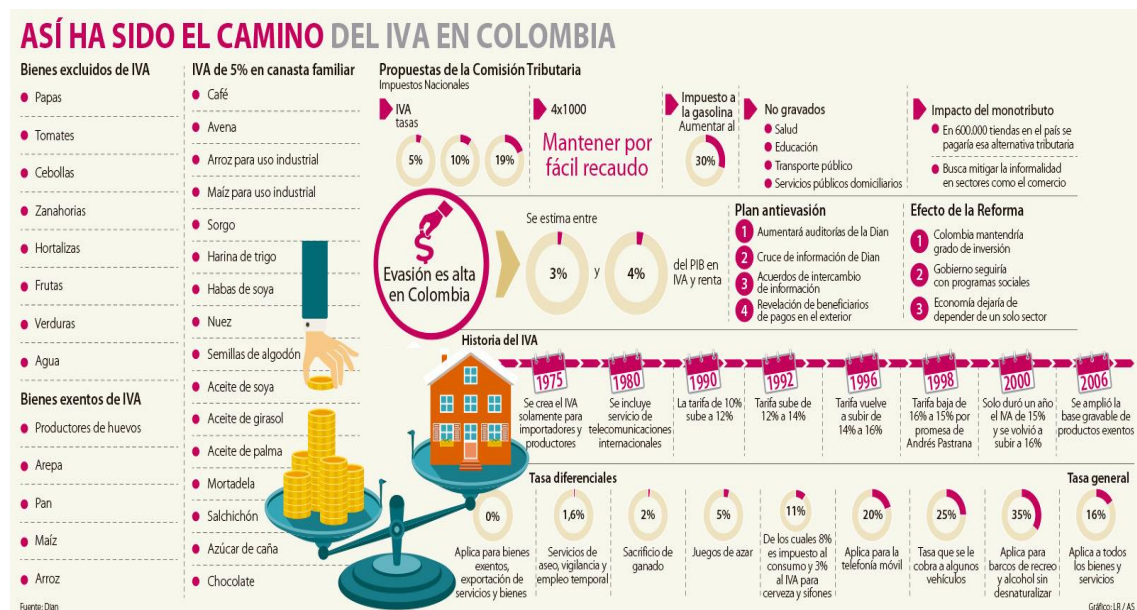 ASÍ HA SIDO EL CAMINO DEL IVA EN COLOMBIA
Bienes excluidos de IVA
Papas
Tomates
Cebollas
Zanahorias
Hortalizas
Frutas
Verduras
Agua
Bienes exentos de IVA
Productores de huevos
Arepa
Pan
Maíz
Arroz
IVA de 5% en canasta familiar
Café
Avena
Arroz para uso industrial
Maíz para uso industrial
Sorgo
Harina de trigo
Habas de soya
Nuez
Semillas de algodón
Aceite de soya
Aceite de girasol
Aceite de palma
Mortadela
Salchichón
Azúcar de caña
Chocolate
Propuestas de la Comisión Tributaria
Impuestos Nacionales
IVA
tasas
5%
10%
19%
4x1000
Mantener por
fácil recaudo
Impuesto a
la gasolina
Aumentar al
30%
No gravados
Salud
Educación
Transporte público
Servicios públicos domiciliarios
Impacto del monotributo
En 600.000 tiendas en el país se
pagaría esa alternativa tributaria
Busca mitigar la informalidad
en sectores como el comercio
$
Evasión es alta
en Colombia
Se estima entre
3%
y
4%
del PIB en
IVA y renta
Plan antievasión
1 Aumentará auditorías de la Dian
2 Cruce de información de Dian
3 Acuerdos de intercambio
de información
4 Revelación de beneficiarios
de pagos en el exterior
Efecto de la Reforma
1 Colombia mantendría
grado de inversión
2 Gobierno seguiría
con programas sociales
3 Economía dejaría de
depender de un solo sector
Historia del IVA
1975
Se crea el IVA
solamente para
importadores y
productores
1980
Se incluye
servicio de
telecomunicaciones
internacionales
1990
La tarifa de 10%
sube a 12%
1992
Tarifa sube de
12% a 14%
1996
Tarifa vuelve
a subir de
14% a 16%
1998
Tarifa baja de
16% a 15% por
promesa de
Andrés Pastrana
2000
Solo duró un año
el IVA de 15%
y se volvió a
subir a 16%
2006
Se amplió la
base gravable de
productos exentos
Tasa diferenciales
0%
Aplica para bienes
exentos,
exportación de
servicios y bienes
1,6%
Servicios de
aseo, vigilancia y
empleo temporal
2%
Sacrificio de
ganado
5%
Juegos de azar
11%
De los cuales 8%
es impuesto al
consumo y 3%
al IVA para
cerveza y sifones
20%
Aplica para la
telefonía móvil
25%
Tasa que se le
cobra a algunos
vehículos
35%
Aplica para
barcos de recreo
y alcohol sin
desnaturalizar
Tasa general
16%
Aplica a todos
los bienes y
servicios
Fuente: Dian
Gráfico: LR / AS